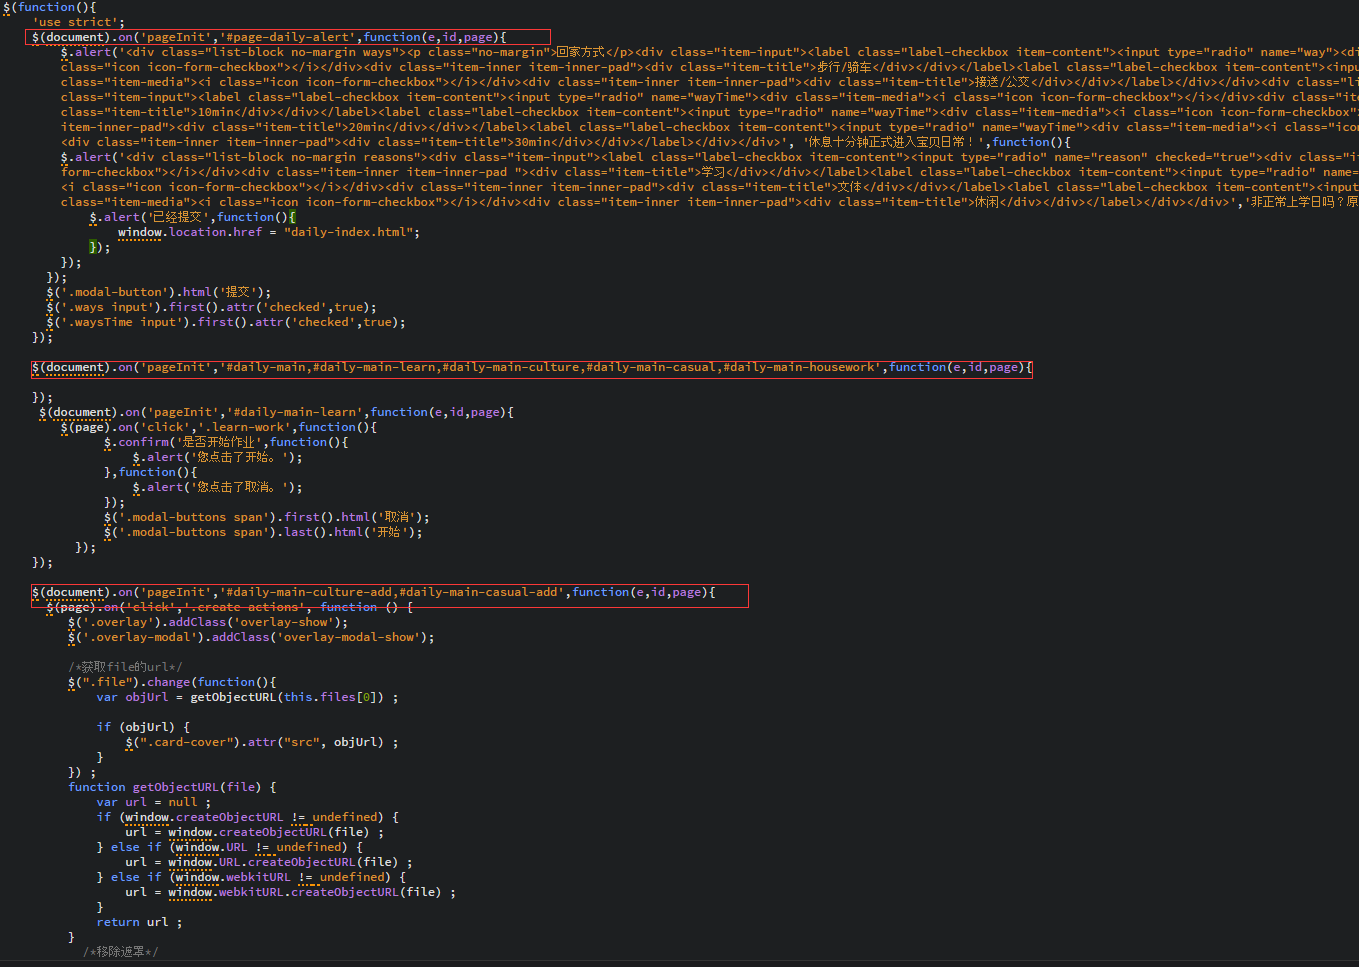 $(function(){
'use strict';
$(document).on('pageInit','#page-daily-alert',function(e,id,page){
$.alert('<div class="list-block no-margin ways"><p class="no-margin">回家方式</p><div class="item-input"><label class="label-checkbox item-content"><input type="radio" name="way"><di
class="icon icon-form-checkbox"></i></div><div class="item-inner item-inner-pad"><div class="item-title">步行/骑车</div></div></label><label class="label-checkbox item-content"><inpu
class="item-media"><i class="icon icon-form-checkbox"></i></div><div class="item-inner item-inner-pad"><div class="item-title">接送/公交</div></div></label></div></div><div class="li
class="item-input"><label class="label-checkbox item-content"><input type="radio" name="wayTime"><div class="item-media"><i class="icon icon-form-checkbox"></i></div><div class="ite
class="item-title">10min</div></div></label><label class="label-checkbox item-content"><input type="radio" name="wayTime"><div class="item-media"><i class="icon icon-form-checkbox">
item-inner-pad"><div class="item-title">20min</div></div></label><label class="label-checkbox item-content"><input type="radio" name="wayTime"><div class="item-media"><i class="icon
<div class="item-inner item-inner-pad"><div class="item-title">30min</div></div></label></div></div>', '休息十分钟正式进入宝贝日常！',function(){
$.alert('<div class="list-block no-margin reasons"><div class="item-input"><label class="label-checkbox item-content"><input type="radio" name="reason" checked="true"><div class="it
form-checkbox"></i></div><div class="item-inner item-inner-pad "><div class="item-title">学习</div></div></label><label class="label-checkbox item-content"><input type="radio" name=
<i class="icon icon-form-checkbox"></i></div><div class="item-inner item-inner-pad"><div class="item-title">文体</div></div></label><label class="label-checkbox item-content"><input
class="item-media"><i class="icon icon-form-checkbox"></i></div><div class="item-inner item-inner-pad"><div class="item-title">休闲</div></div></label></div></div>','非正常上学日吗？原
$.alert('已经提交',function(){
window.location.href = "daily-index.html";
});
});
});
$('.modal-button').html('提交');
$('.ways input').first().attr('checked',true);
$('.waysTime input').first().attr('checked',true);
});
$(document).on('pageInit','#daily-main,#daily-main-learn,#daily-main-culture,#daily-main-casual,#daily-main-housework',function(e,id,page){
});
$(document).on('pageInit','#daily-main-learn',function(e,id,page){
$(page).on('click','.learn-work',function(){
$.confirm('是否开始作业',function(){
$.alert('您点击了开始。');
},function(){
$.alert('您点击了取消。');
});
$('.modal-buttons span').first().html('取消');
$('.modal-buttons span').last().html('开始');
});
});
$(document).on('pageInit','#daily-main-culture-add,#daily-main-casual-add',function(e,id,page){
$(page).on('click','.create-actions', function () {
$('.overlay').addClass('overlay-show');
$('.overlay-modal').addClass('overlay-modal-show');
/*获取file的url*/
$(".file").change(function(){
var objUrl = getObjectURL(this.files[0]) ;
if (objUrl) {
$(".card-cover").attr("src", objUrl) ;
}
}) ;
function getObjectURL(file) {
var url = null ;
if (window.createObjectURL != undefined) {
url = window.createObjectURL(file) ;
} else if (window.URL != undefined) {
url = window.URL.createObjectURL(file) ;
} else if (window.webkitURL != undefined) {
url = window.webkitURL.createObjectURL(file) ;
}
return url ;
}
/*移除遮罩*/